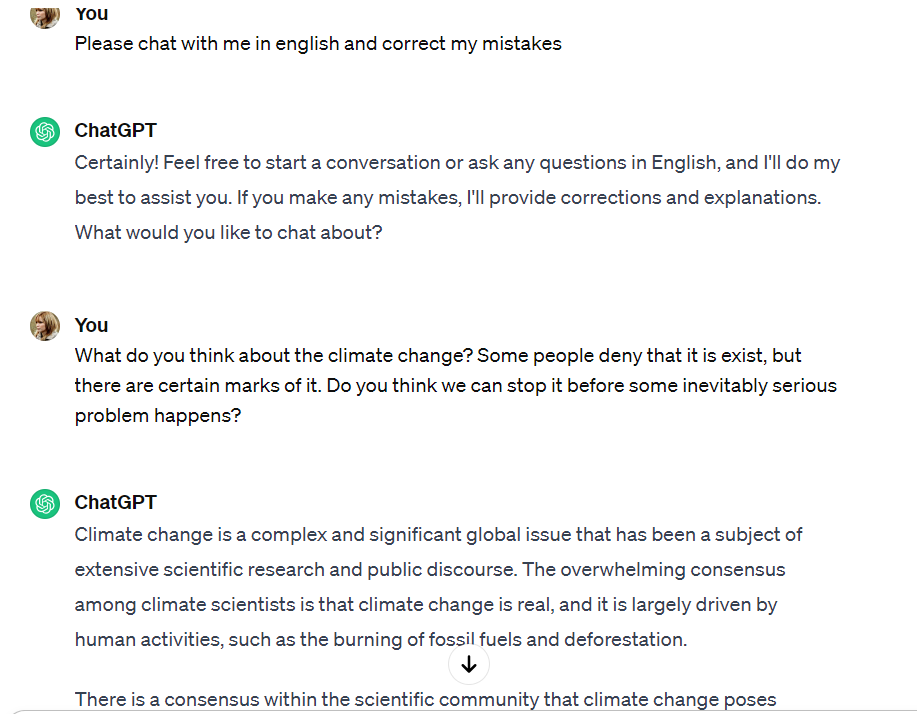 You
Please chat with me in english and correct my mistakes
ChatGPT
Certainly! Feel free to start a conversation or ask any questions in English, and I'll do my
best to assist you. If you make any mistakes, I'll provide corrections and explanations.
What would you like to chat about?
You
What do you think about the climate change? Some people deny that it is exist, but
there are certain marks of it. Do you think we can stop it before some inevitably serious
problem happens?
ChatGPT
Climate change is a complex and significant global issue that has been a subject of
extensive scientific research and public discourse. The overwhelming consensus
among climate scientists is that climate change is real, and it is largely driven by
human activities, such as the burning of fossil fuels and deforestation.
There is a consensus within the scientific community that climate change poses